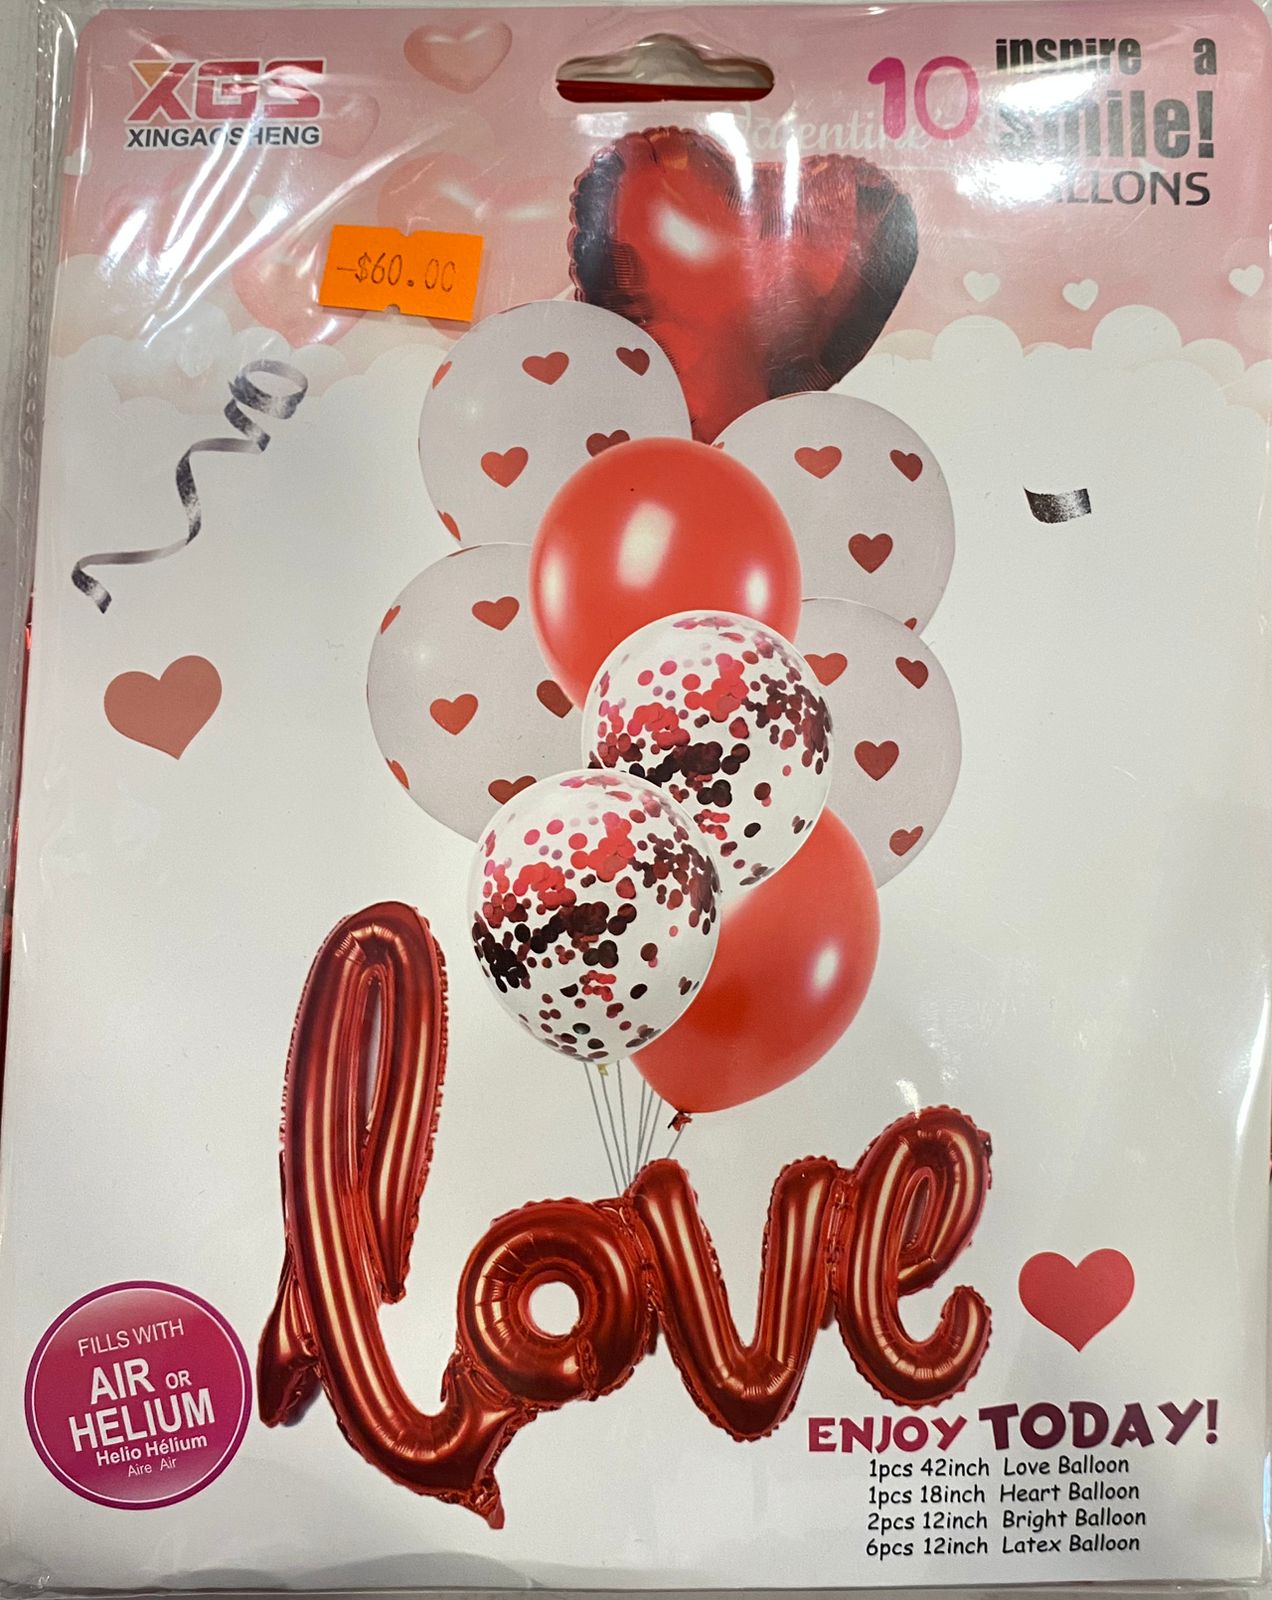 XGS
XINGAOSHENG
10
inspire a
smile!
-$60.00
FILLS WITH
AIR OR
HELIUM
Helio Hélium
Aire Air
love
ENJOY TODAY!
1pcs 42inch Love Balloon
1pcs 18inch Heart Balloon
2pcs 12inch Bright Balloon
6pcs 12inch Latex Balloon